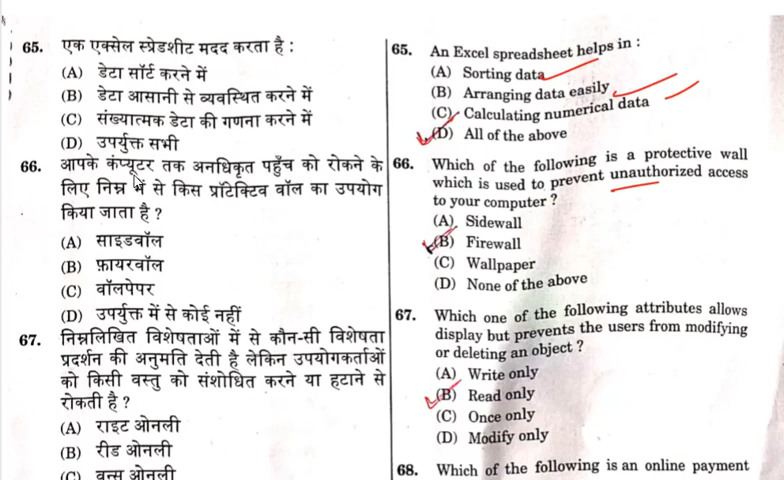 65. एक एक्सेल स्प्रेडशीट मदद करता है :
(A) डेटा सॉर्ट करने में
(B) डेटा आसानी से व्यवस्थित करने में
(C) संख्यात्मक डेटा की गणना करने में
(D) उपर्युक्त सभी
66. आपके कंप्यूटर तक अनधिकृत पहुँच को रोकने के
लिए निम्न में से किस प्रॉटेक्टिव वॉल का उपयोग
किया जाता है ?
(A) साइडवॉल
(B) फ़ायरवॉल
(C) वॉलपेपर
(D) उपर्युक्त में से कोई नहीं
67. निम्नलिखित विशेषताओं में से कौन-सी विशेषता
प्रदर्शन की अनुमति देती है लेकिन उपयोगकर्ताओं
को किसी वस्तु को संशोधित करने या हटाने से
रोकती है ?
(A) राइट ओनली
(B) रीड ओनली
(C) वन्स ओनली
65. An Excel spreadsheet helps in :
(A) Sorting data
(B) Arranging data easily
(C) Calculating numerical data
(D) All of the above
66. Which of the following is a protective wall
which is used to prevent unauthorized access
to your computer ?
(A) Sidewall
(B) Firewall
(C) Wallpaper
(D) None of the above
67. Which one of the following attributes allows
display but prevents the users from modifying
or deleting an object ?
(A) Write only
(B) Read only
(C) Once only
(D) Modify only
68. Which of the following is an online payment